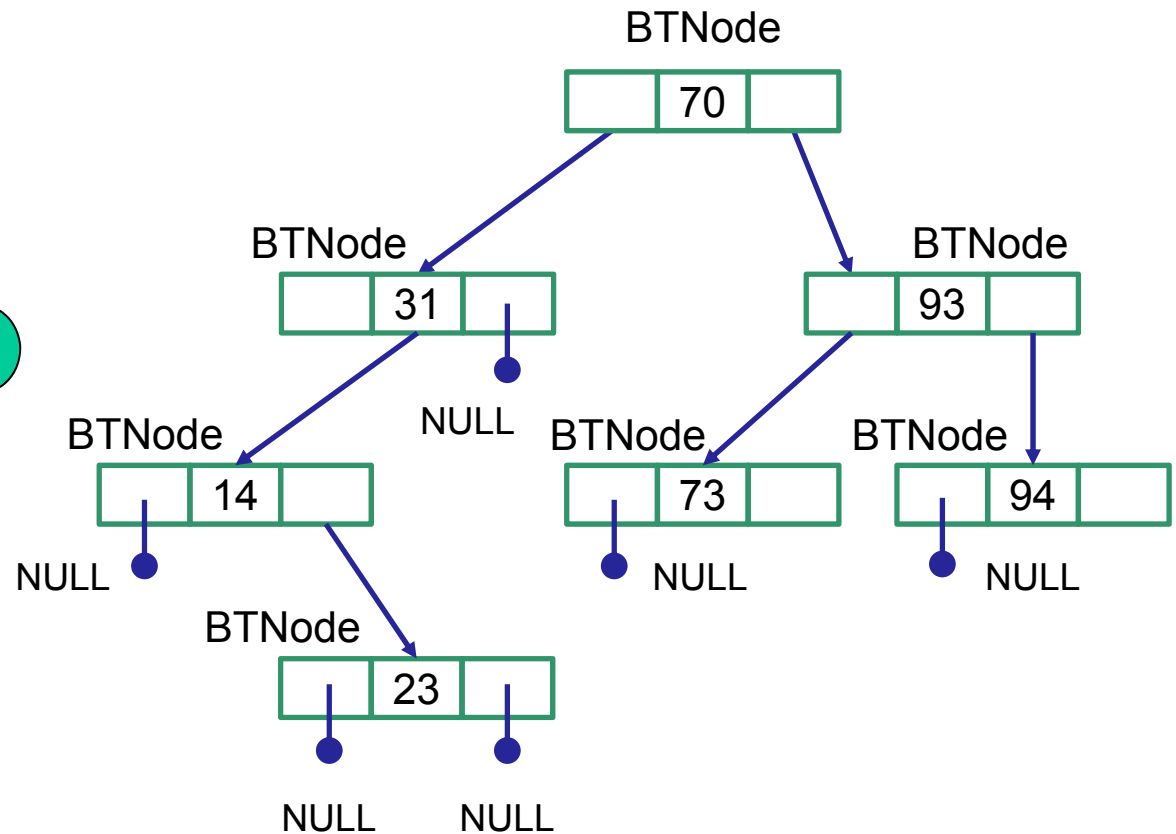 BTNode
70
BTNode
BTNode
31
93
NULL
BTNode
BTNode
BTNode
14
73
94
NULL
NULL
NULL
BTNode
23
NULL
NULL